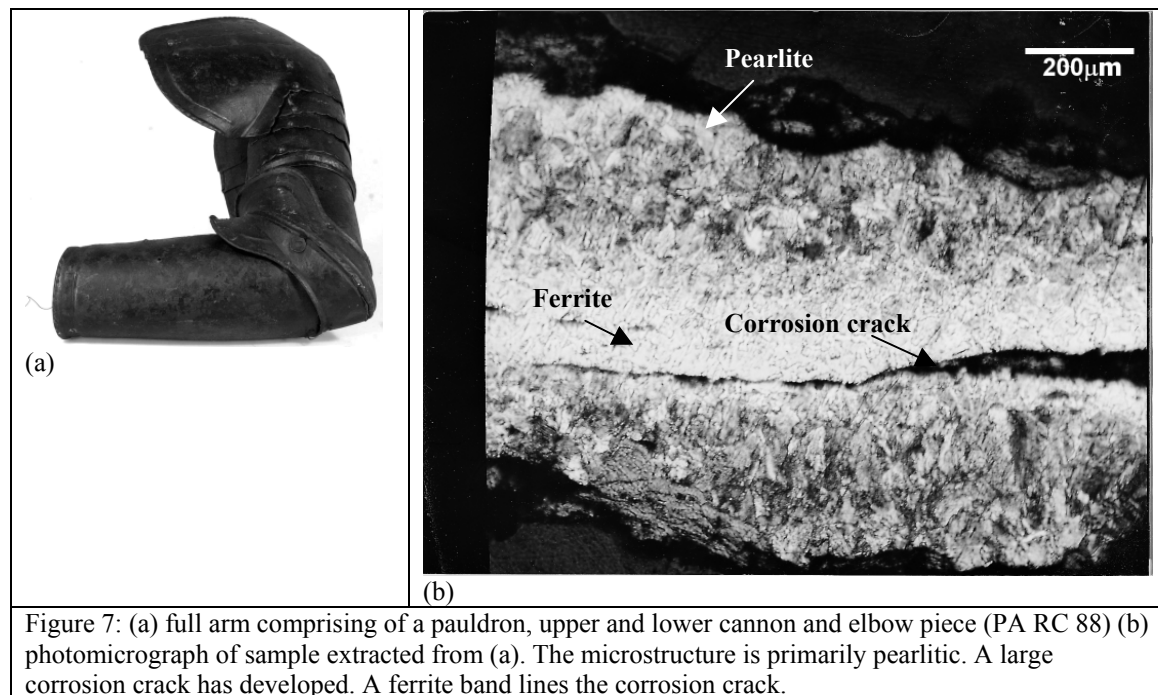 (a)
Pearlite
200μm
Ferrite
Corrosion crack
(b)
Figure 7: (a) full arm comprising of a pauldron, upper and lower cannon and elbow piece (PA RC 88) (b)
photomicrograph of sample extracted from (a). The microstructure is primarily pearlitic. A large
corrosion crack has developed. A ferrite band lines the corrosion crack.